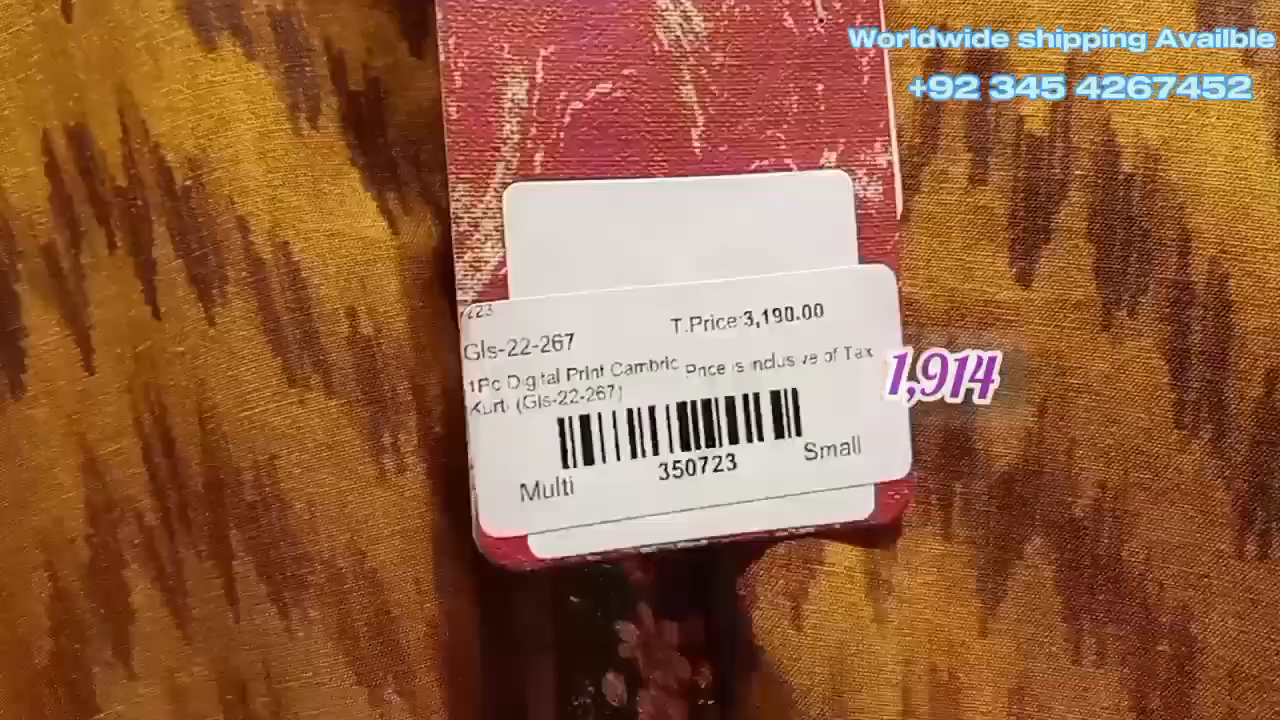 Worldwide shipping Availble
+92 345 4267452
223
Gls-22-267
T.Price:3,190.00
1Pc Digital Print Cambric
Price is inclusive of Tax
Kurti (Gls-22-267)
1,914
350723
Multi
Small